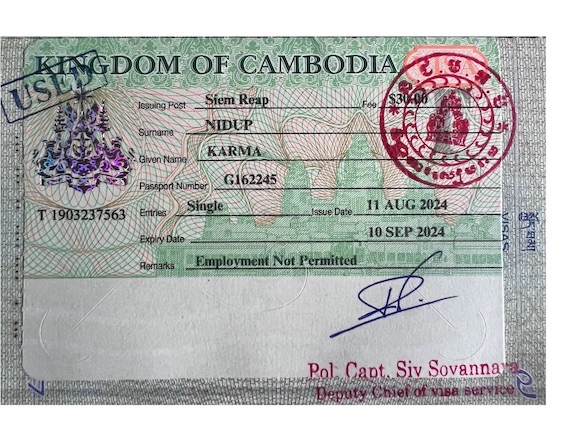 USED
KINGDOM OF CAMBODIA
VISA
Issuing Post Siem Reap Fee $30.00
Surname NIDUP
Given Name KARMA
Passport Number G162245
T 1903237563 Entries Single Issue Date 11 AUG 2024
Expiry Date 10 SEP 2024
Remarks Employment Not Permitted
VISAS
Pol. Capt. Siv Sovannara
Deputy Chief of visa service